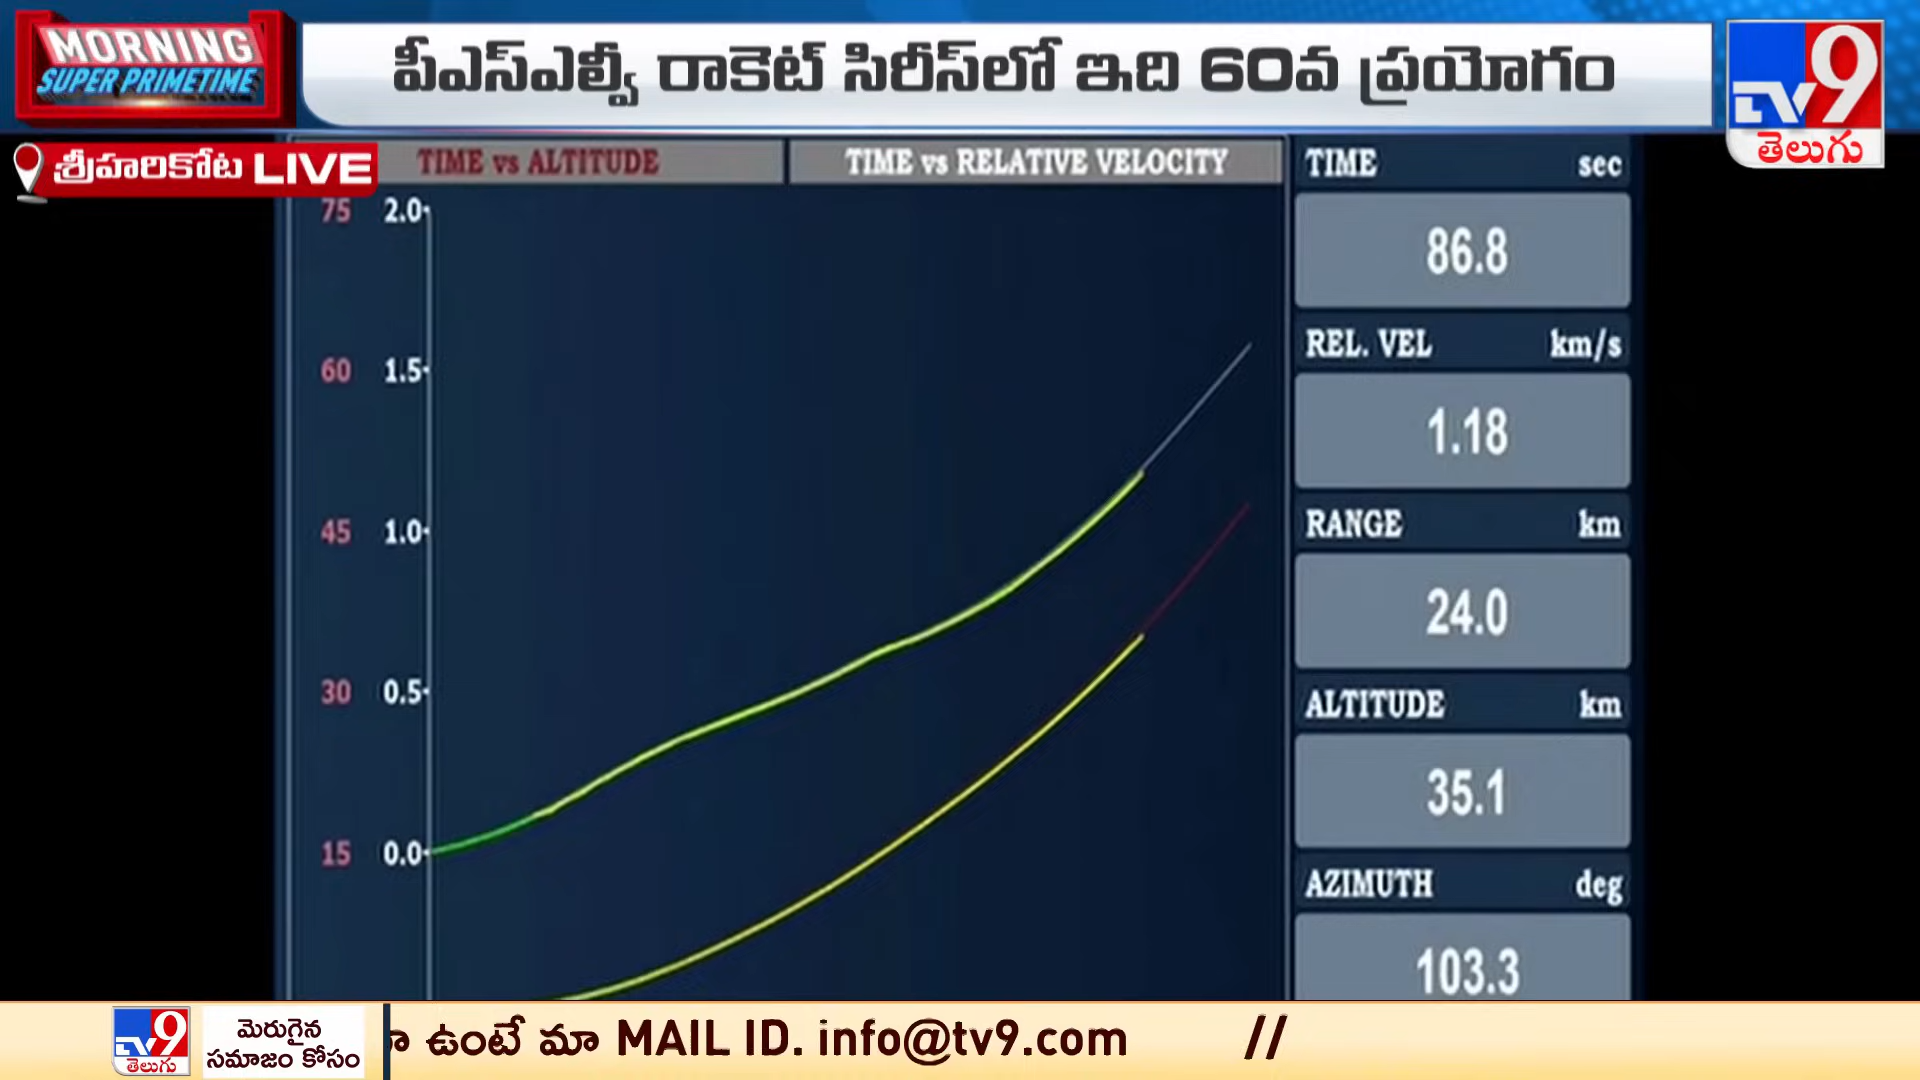 MORNING
SUPER PRIMETIME
పీఎస్ఎల్వీ రాకెట్ సిరీస్‌లో ఇది 60వ ప్రయోగం
TV9
తెలుగు
శ్రీహరికోట LIVE
TIME vs ALTITUDE
TIME vs RELATIVE VELOCITY
75 2.0
60 1.5
45 1.0
30 0.5
15 0.0
TIME sec
86.8
REL. VEL km/s
1.18
RANGE km
24.0
ALTITUDE km
35.1
AZIMUTH deg
103.3
TV9
తెలుగు
మెరుగైన
సమాజం కోసం
ఉంటే మా MAIL ID. info@tv9.com //